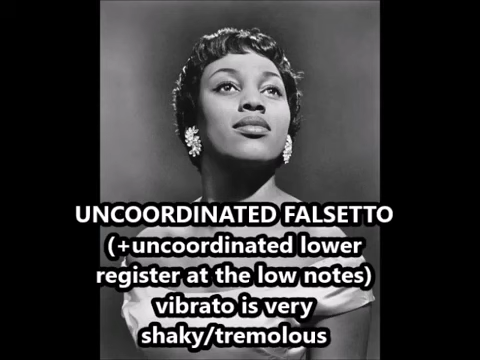 UNCOORDINATED FALSETTO
(+uncoordinated lower
register at the low notes)
vibrato is very
shaky/tremolous